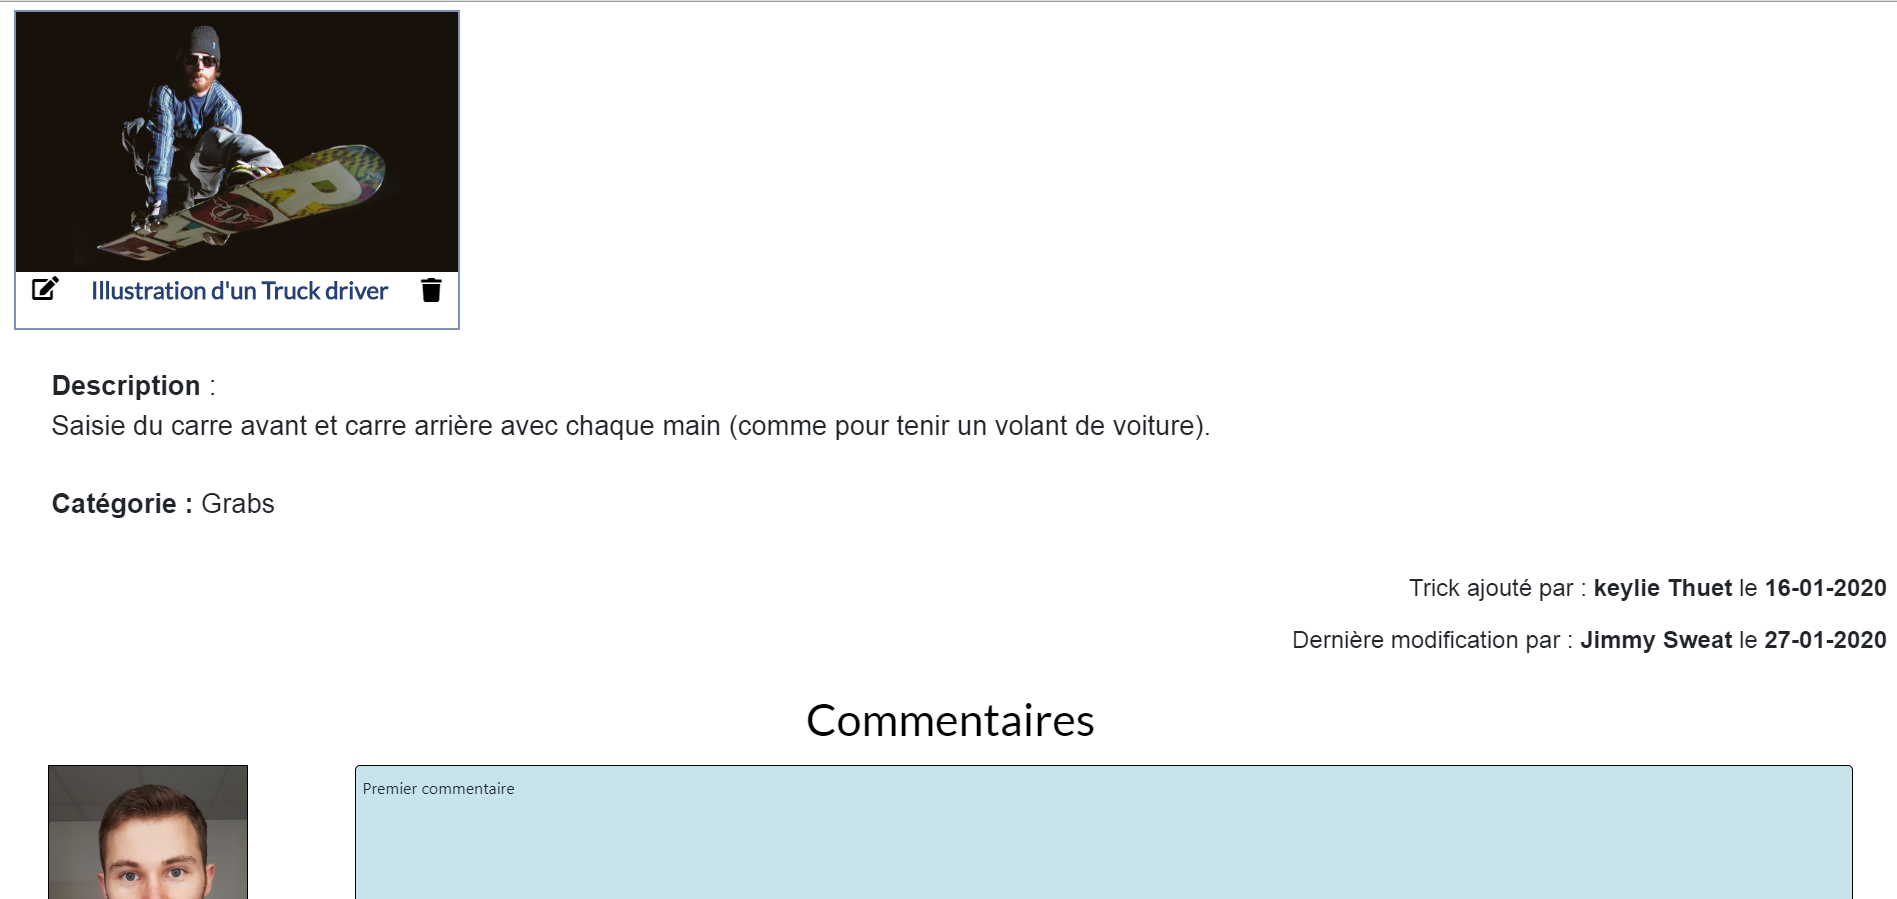 Illustration d'un Truck driver
Description :
Saisie du carre avant et carre arrière avec chaque main (comme pour tenir un volant de voiture).
Catégorie : Grabs
Trick ajouté par : keylie Thuet le 16-01-2020
Dernière modification par : Jimmy Sweat le 27-01-2020
Commentaires
Premier commentaire